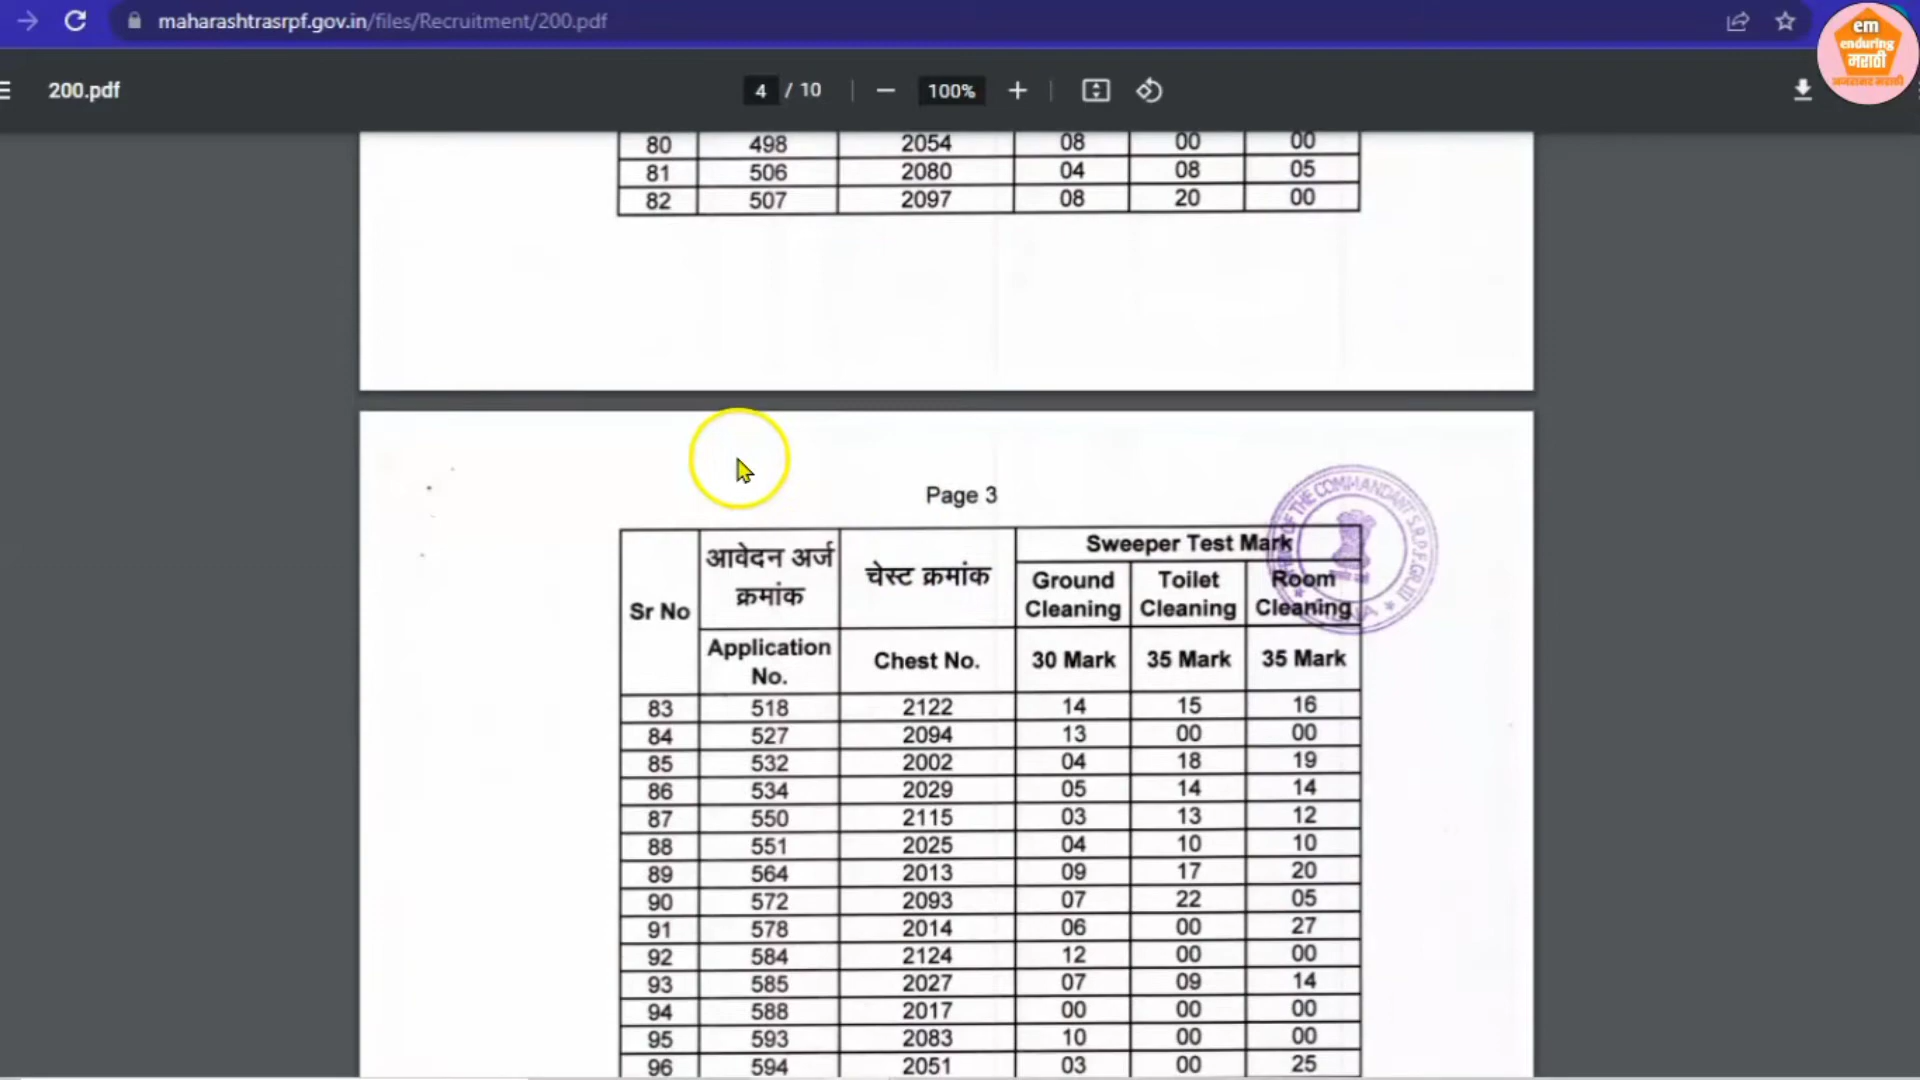 maharashtrasrpf.gov.in/files/Recruitment/200.pdf
em
enduring
मराठी
200.pdf
4 / 10
100%
80 498 2054 08 00 00
81 506 2080 04 08 05
82 507 2097 08 20 00
Page 3
Sr No
आवेदन अर्ज
क्रमांक
चेस्ट क्रमांक
Sweeper Test Mark
Ground
Cleaning
Toilet
Cleaning
Room
Cleaning
Application
No.
Chest No.
30 Mark
35 Mark
35 Mark
83 518 2122 14 15 16
84 527 2094 13 00 00
85 532 2002 04 18 19
86 534 2029 05 14 14
87 550 2115 03 13 12
88 551 2025 04 10 10
89 564 2013 09 17 20
90 572 2093 07 22 05
91 578 2014 06 00 27
92 584 2124 12 00 00
93 585 2027 07 09 14
94 588 2017 00 00 00
95 593 2083 10 00 00
96 594 2051 03 00 25
OF THE COMMANDANT S.R.P.F.GR.III